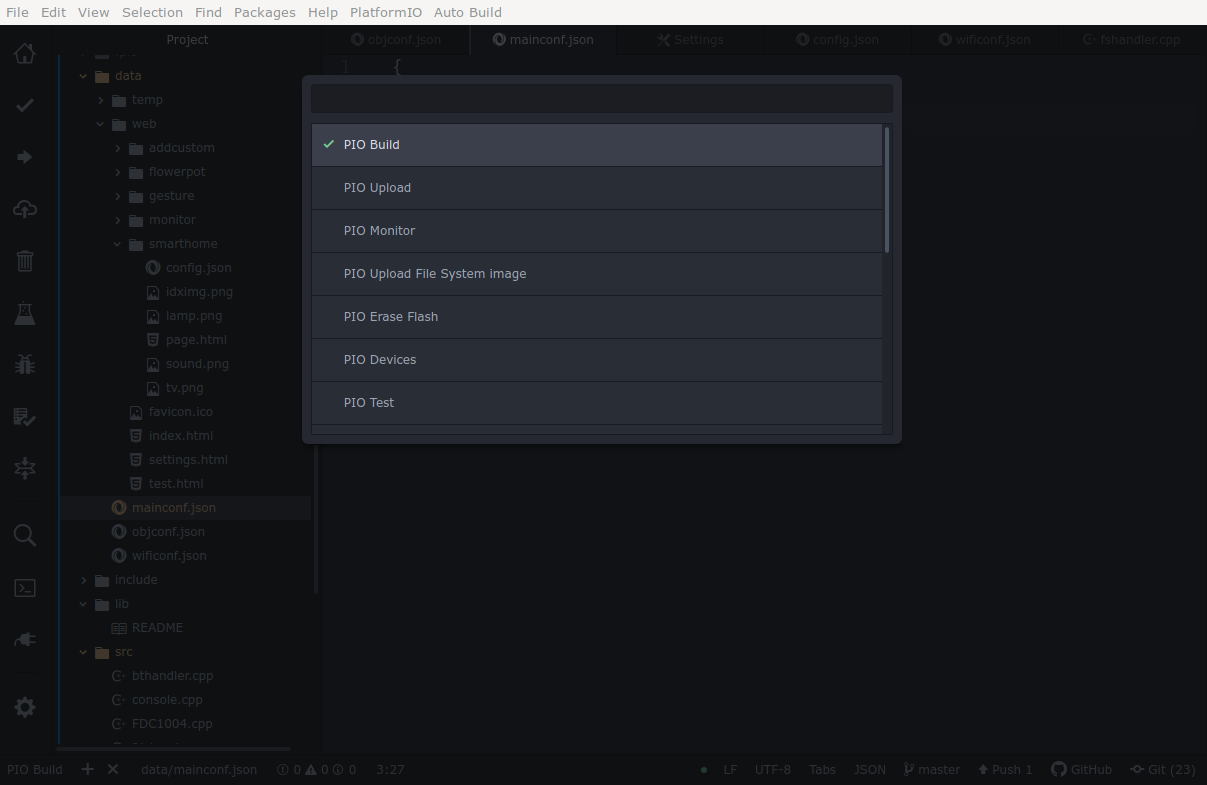 File Edit View Selection Find Packages Help PlatformIO Auto Build
Project
objconf.json mainconf.json Settings config.json wificonf.json fshandler.cpp
1 {
data
temp
web
addcustom
flowerpot
gesture
monitor
smarthome
config.json
idximg.png
lamp.png
page.html
sound.png
tv.png
favicon.ico
index.html
settings.html
test.html
mainconf.json
objconf.json
wificonf.json
include
lib
README
src
bthandler.cpp
console.cpp
FDC1004.cpp
PIO Build
PIO Upload
PIO Monitor
PIO Upload File System image
PIO Erase Flash
PIO Devices
PIO Test
PIO Build data/mainconf.json 0 0 0 3:27 LF UTF-8 Tabs JSON master Push 1 GitHub Git (23)